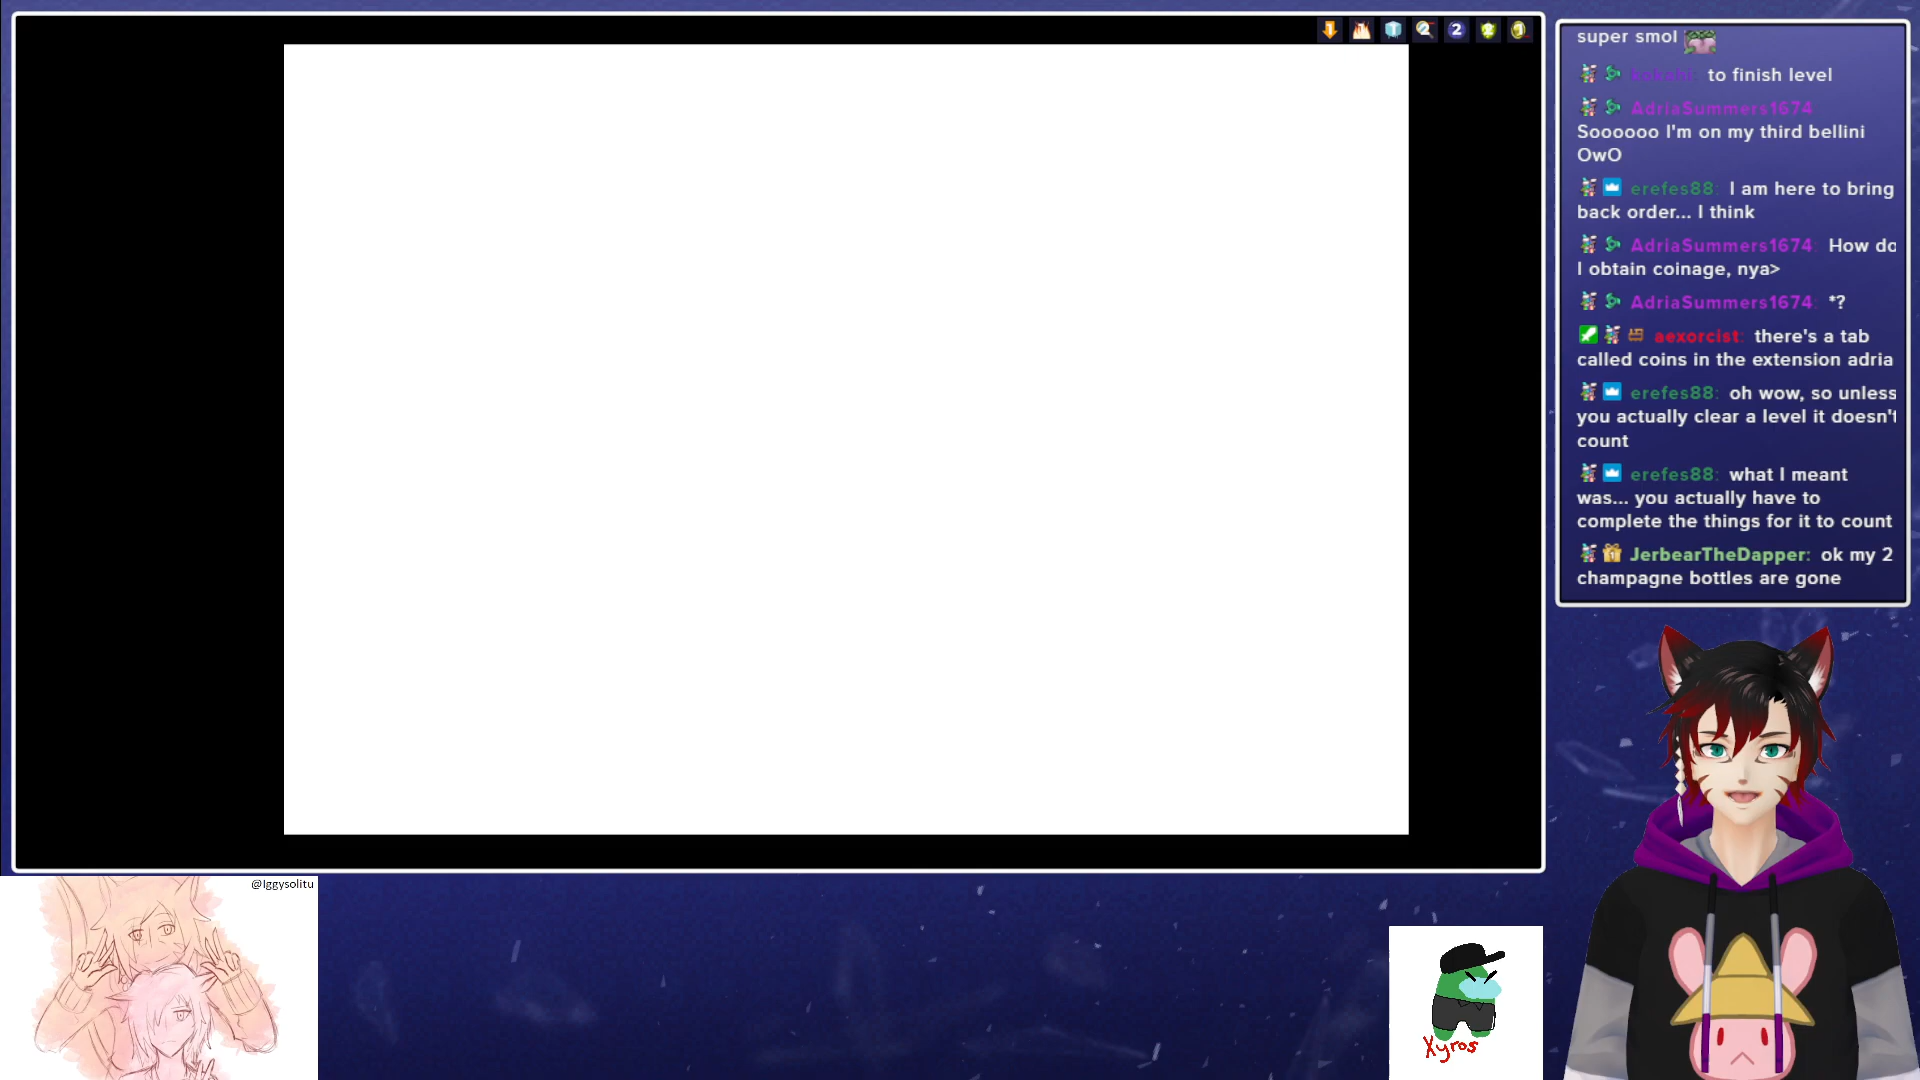 super smol
bokohi: to finish level
AdriaSummers1674
Soooooo I'm on my third bellini
OwO
erefes88: I am here to bring
back order... I think
AdriaSummers1674: How do
I obtain coinage, nya>
AdriaSummers1674: *?
aexorcist: there's a tab
called coins in the extension adria
erefes88: oh wow, so unless
you actually clear a level it doesn't
count
erefes88: what I meant
was... you actually have to
complete the things for it to count
JerbearTheDapper: ok my 2
champagne bottles are gone
2
@Iggysolitu
Xyros